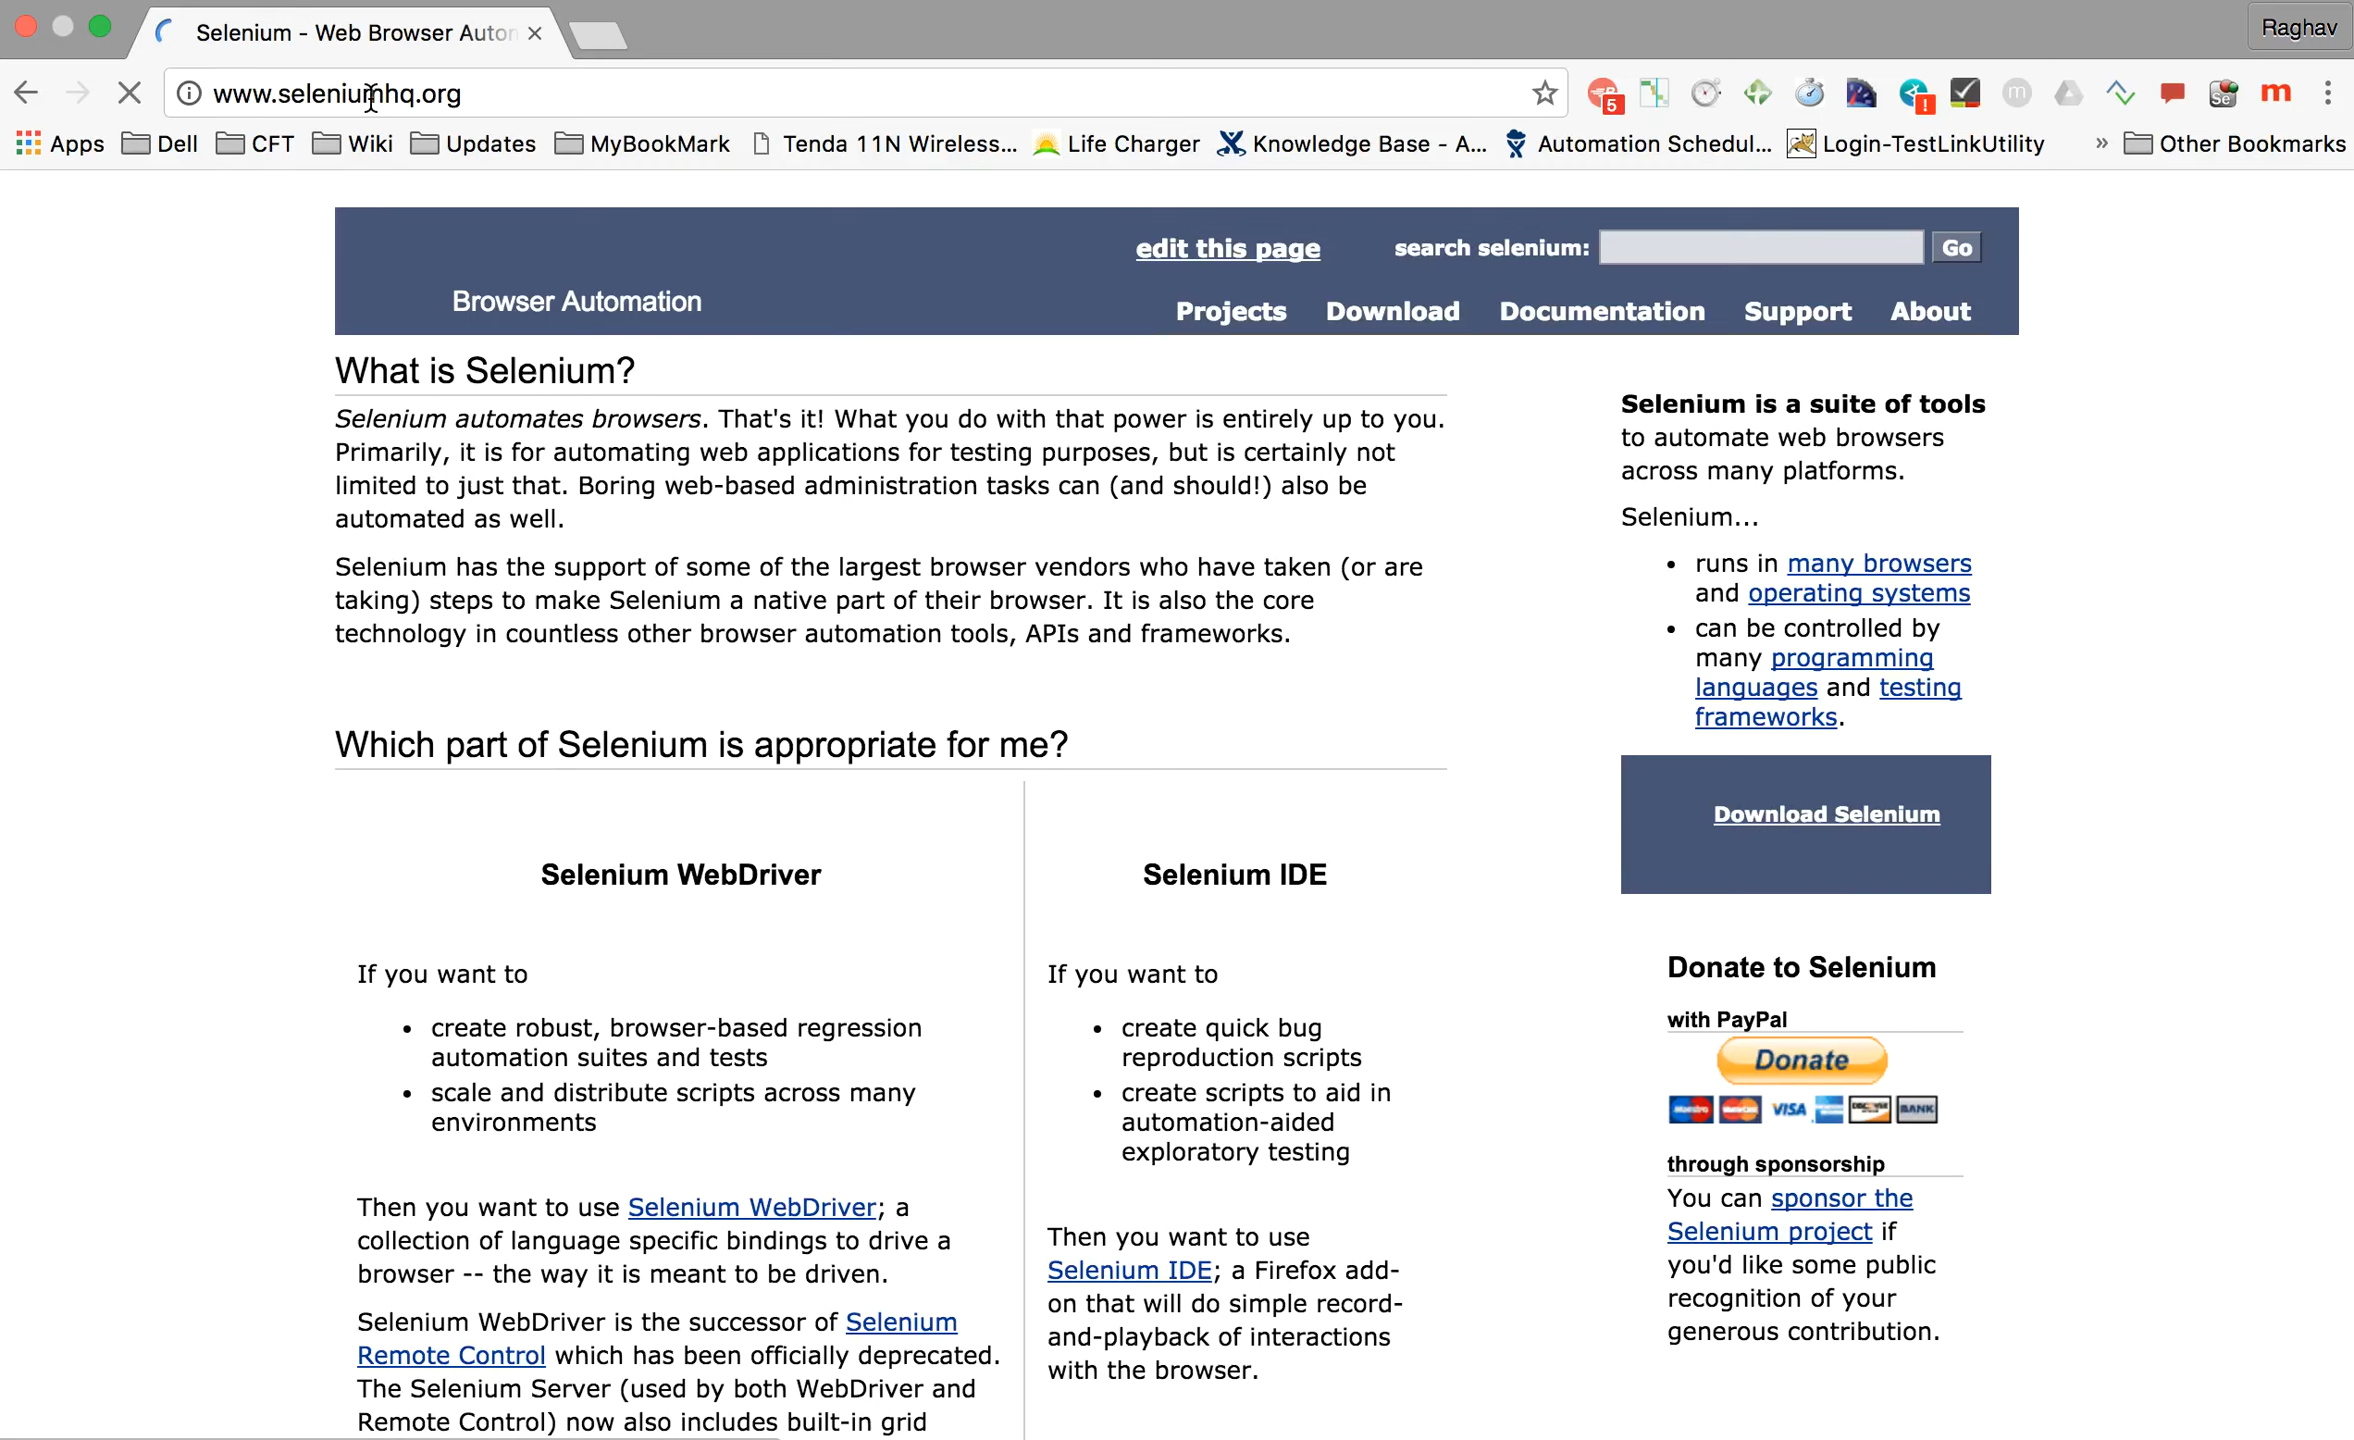 Selenium - Web Browser Auton
Raghav
www.seleniumhq.org
5
!
m
Se
m
Apps
Dell
CFT
Wiki
Updates
MyBookMark
Tenda 11N Wireless...
Life Charger
Knowledge Base - A...
Automation Schedul...
Login-TestLinkUtility
»
Other Bookmarks
edit this page
search selenium:
Go
Browser Automation
Projects
Download
Documentation
Support
About
What is Selenium?
Selenium automates browsers. That's it! What you do with that power is entirely up to you.
Primarily, it is for automating web applications for testing purposes, but is certainly not
limited to just that. Boring web-based administration tasks can (and should!) also be
automated as well.
Selenium has the support of some of the largest browser vendors who have taken (or are
taking) steps to make Selenium a native part of their browser. It is also the core
technology in countless other browser automation tools, APIs and frameworks.
Which part of Selenium is appropriate for me?
Selenium WebDriver
If you want to
• create robust, browser-based regression
automation suites and tests
• scale and distribute scripts across many
environments
Then you want to use Selenium WebDriver; a
collection of language specific bindings to drive a
browser -- the way it is meant to be driven.
Selenium WebDriver is the successor of Selenium
Remote Control which has been officially deprecated.
The Selenium Server (used by both WebDriver and
Remote Control) now also includes built-in grid
Selenium IDE
If you want to
• create quick bug
reproduction scripts
• create scripts to aid in
automation-aided
exploratory testing
Then you want to use
Selenium IDE; a Firefox add-
on that will do simple record-
and-playback of interactions
with the browser.
Selenium is a suite of tools
to automate web browsers
across many platforms.
Selenium...
• runs in many browsers
and operating systems
• can be controlled by
many programming
languages and testing
frameworks.
Download Selenium
Donate to Selenium
with PayPal
Donate
Maestro
MasterCard
VISA
DISCOVER
BANK
through sponsorship
You can sponsor the
Selenium project if
you'd like some public
recognition of your
generous contribution.